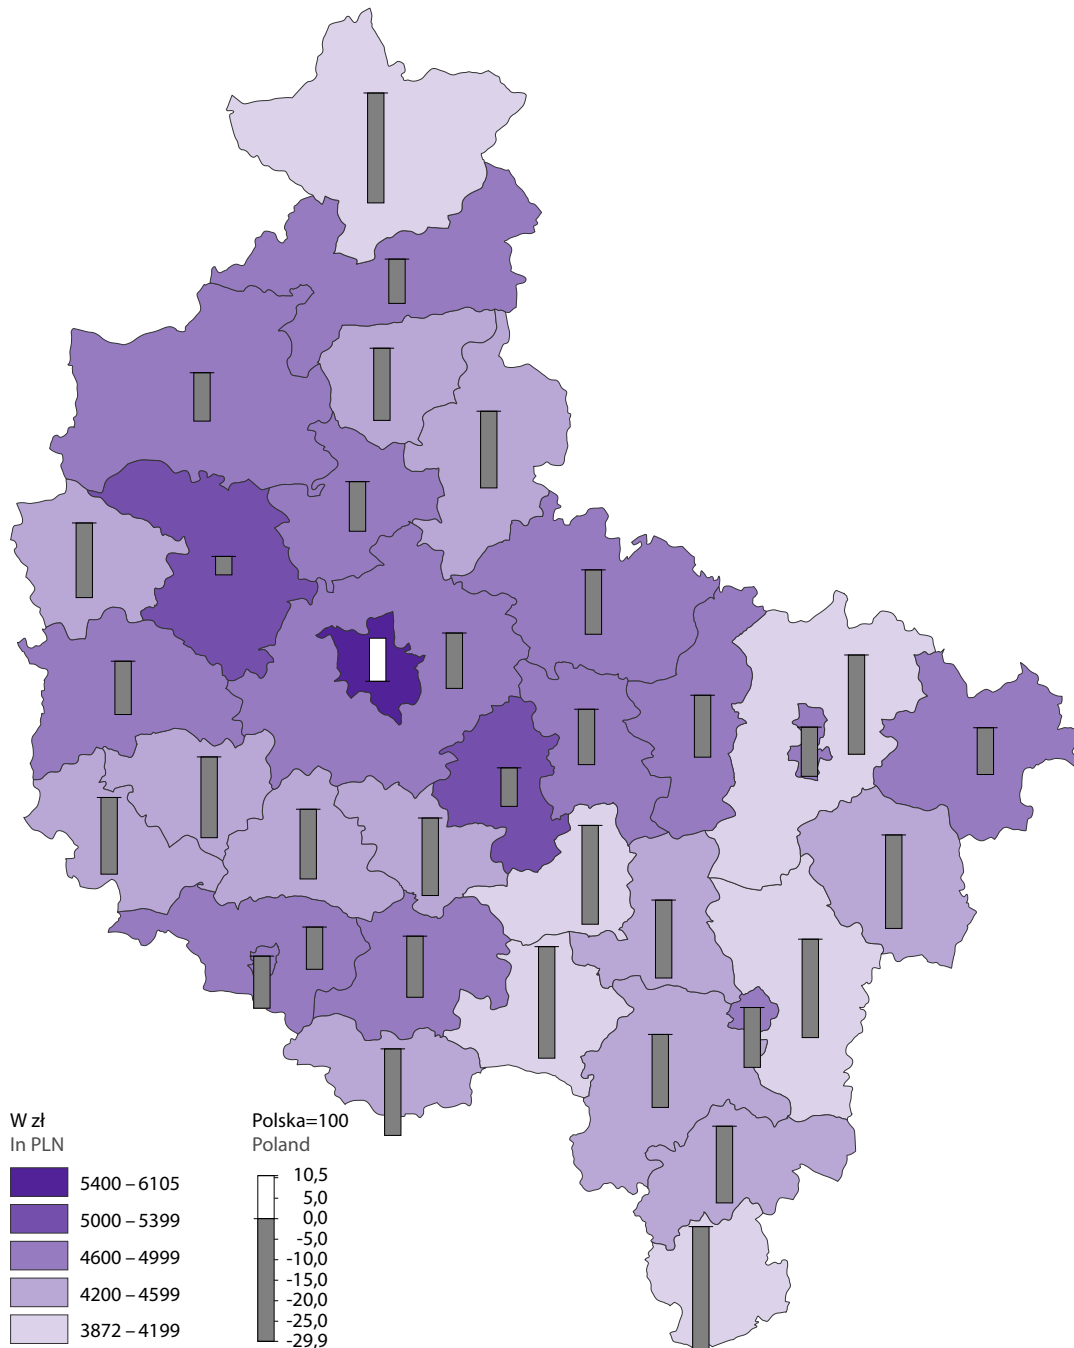 W zł
In PLN
5400 – 6105
5000 – 5399
4600 – 4999
4200 – 4599
3872 – 4199
Polska=100
Poland
10,5
5,0
0,0
-5,0
-10,0
-15,0
-20,0
-25,0
-29,9